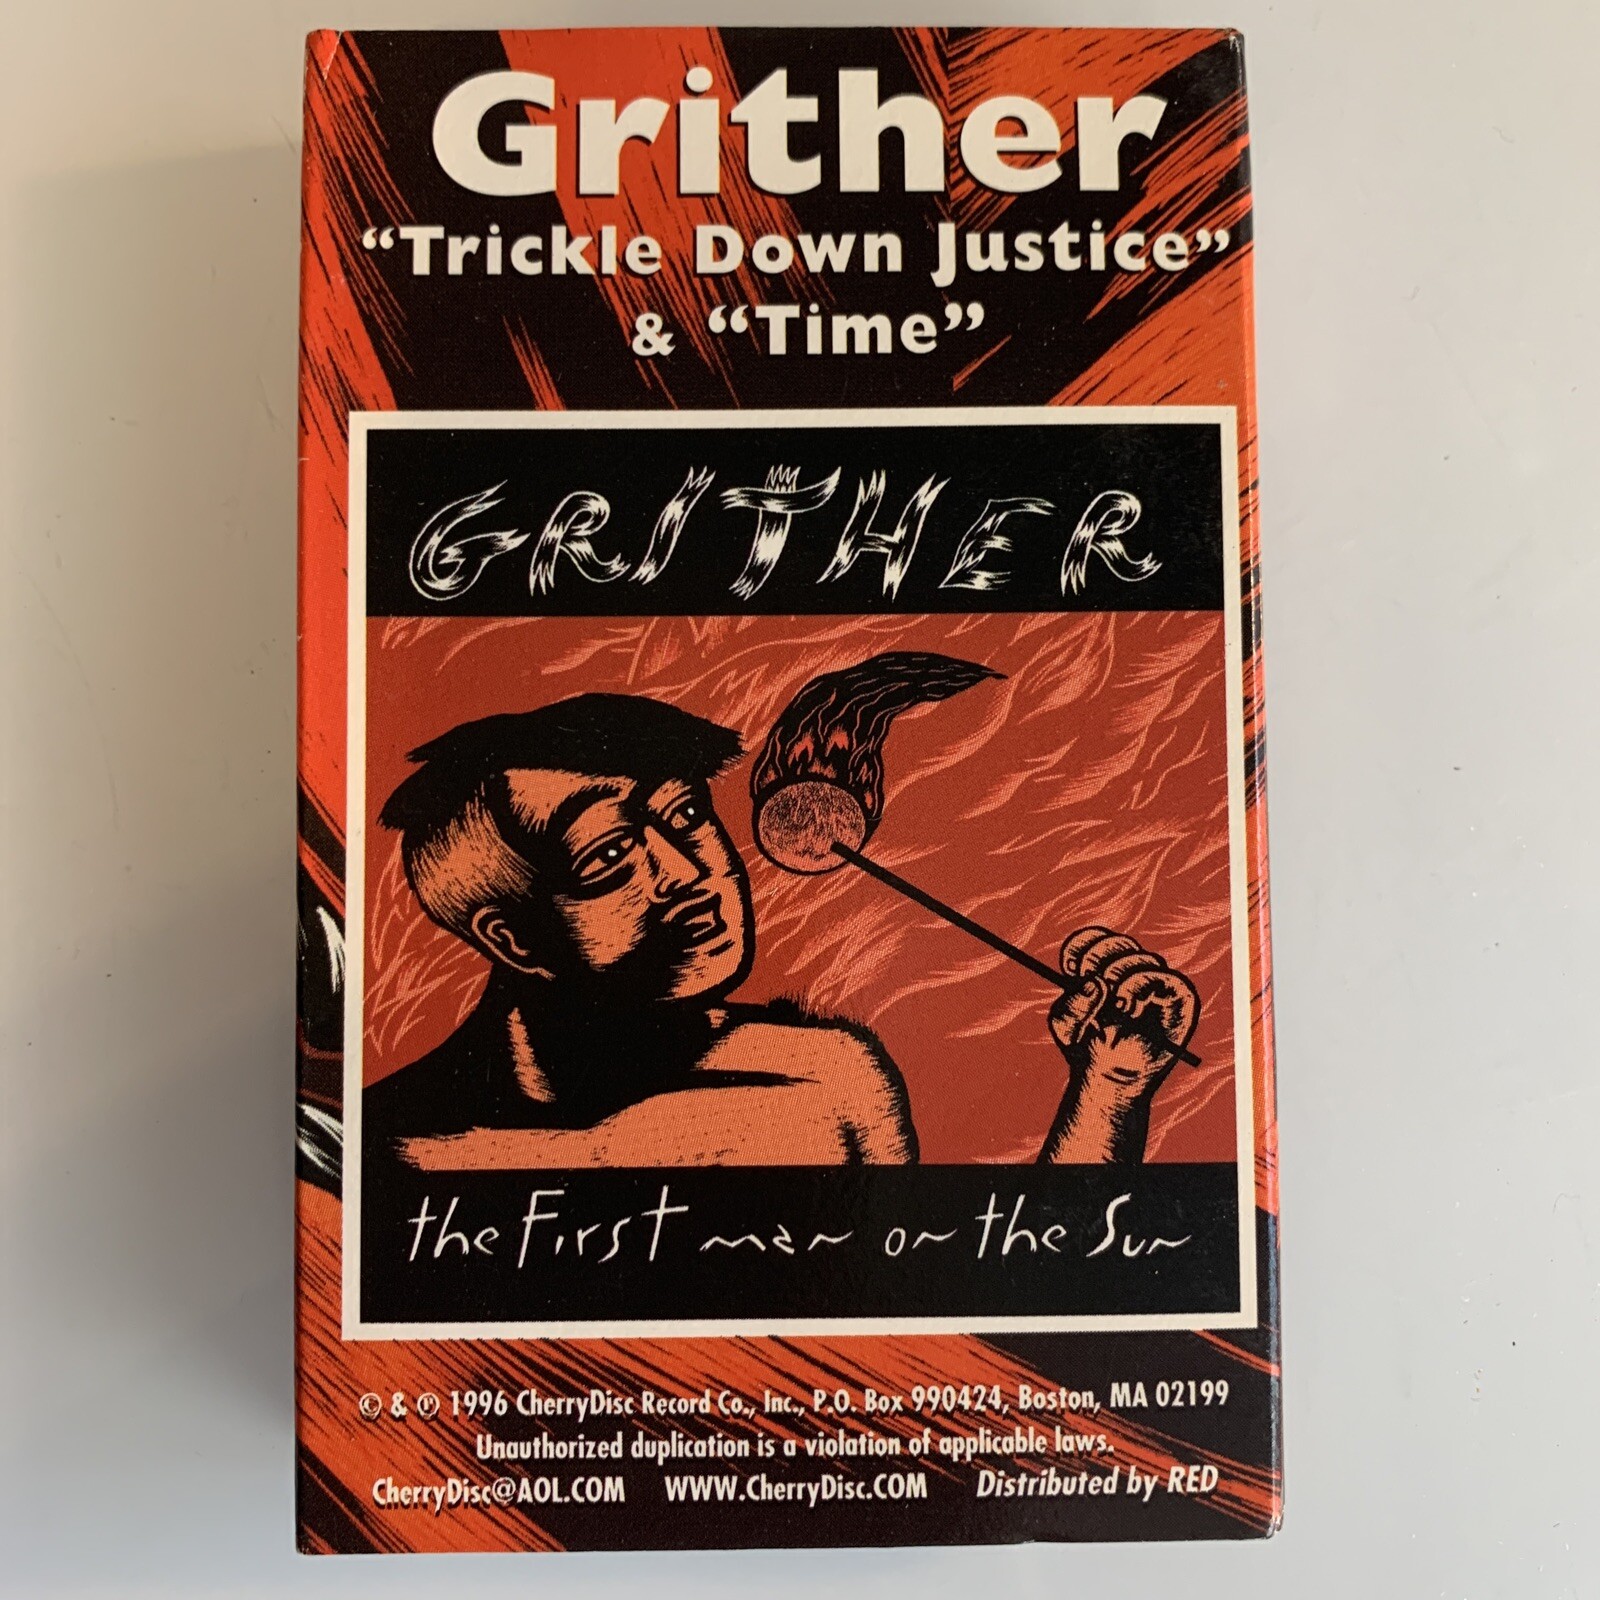 Grither
“Trickle Down Justice”
& “Time”
GRITHER
the First man on the Sun
© & ℗ 1996 CherryDisc Record Co., Inc., P.O. Box 990424, Boston, MA 02199
Unauthorized duplication is a violation of applicable laws.
CherryDisc@AOL.COM WWW.CherryDisc.COM Distributed by RED